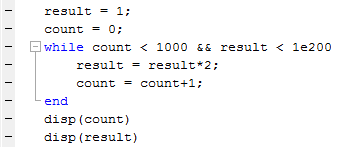 result = 1;
count = 0;
while count < 1000 && result < 1e200
result = result*2;
count = count+1;
end
disp(count)
disp(result)